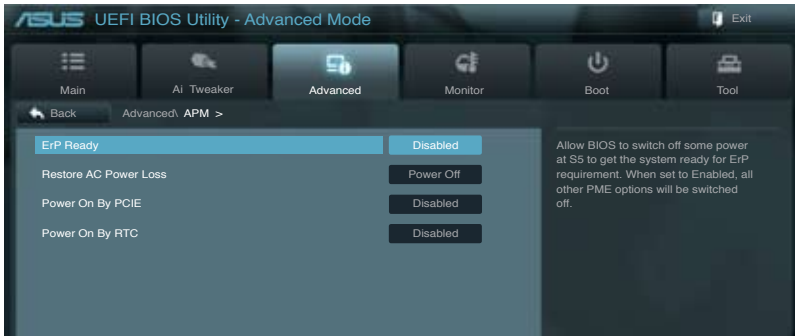 ASUS UEFI BIOS Utility - Advanced Mode
Exit
Main
Ai Tweaker
Advanced
Monitor
Boot
Tool
Back
Advanced\ APM >
ErP Ready
Disabled
Restore AC Power Loss
Power Off
Power On By PCIE
Disabled
Power On By RTC
Disabled
Allow BIOS to switch off some power
at S5 to get the system ready for ErP
requirement. When set to Enabled, all
other PME options will be switched
off.